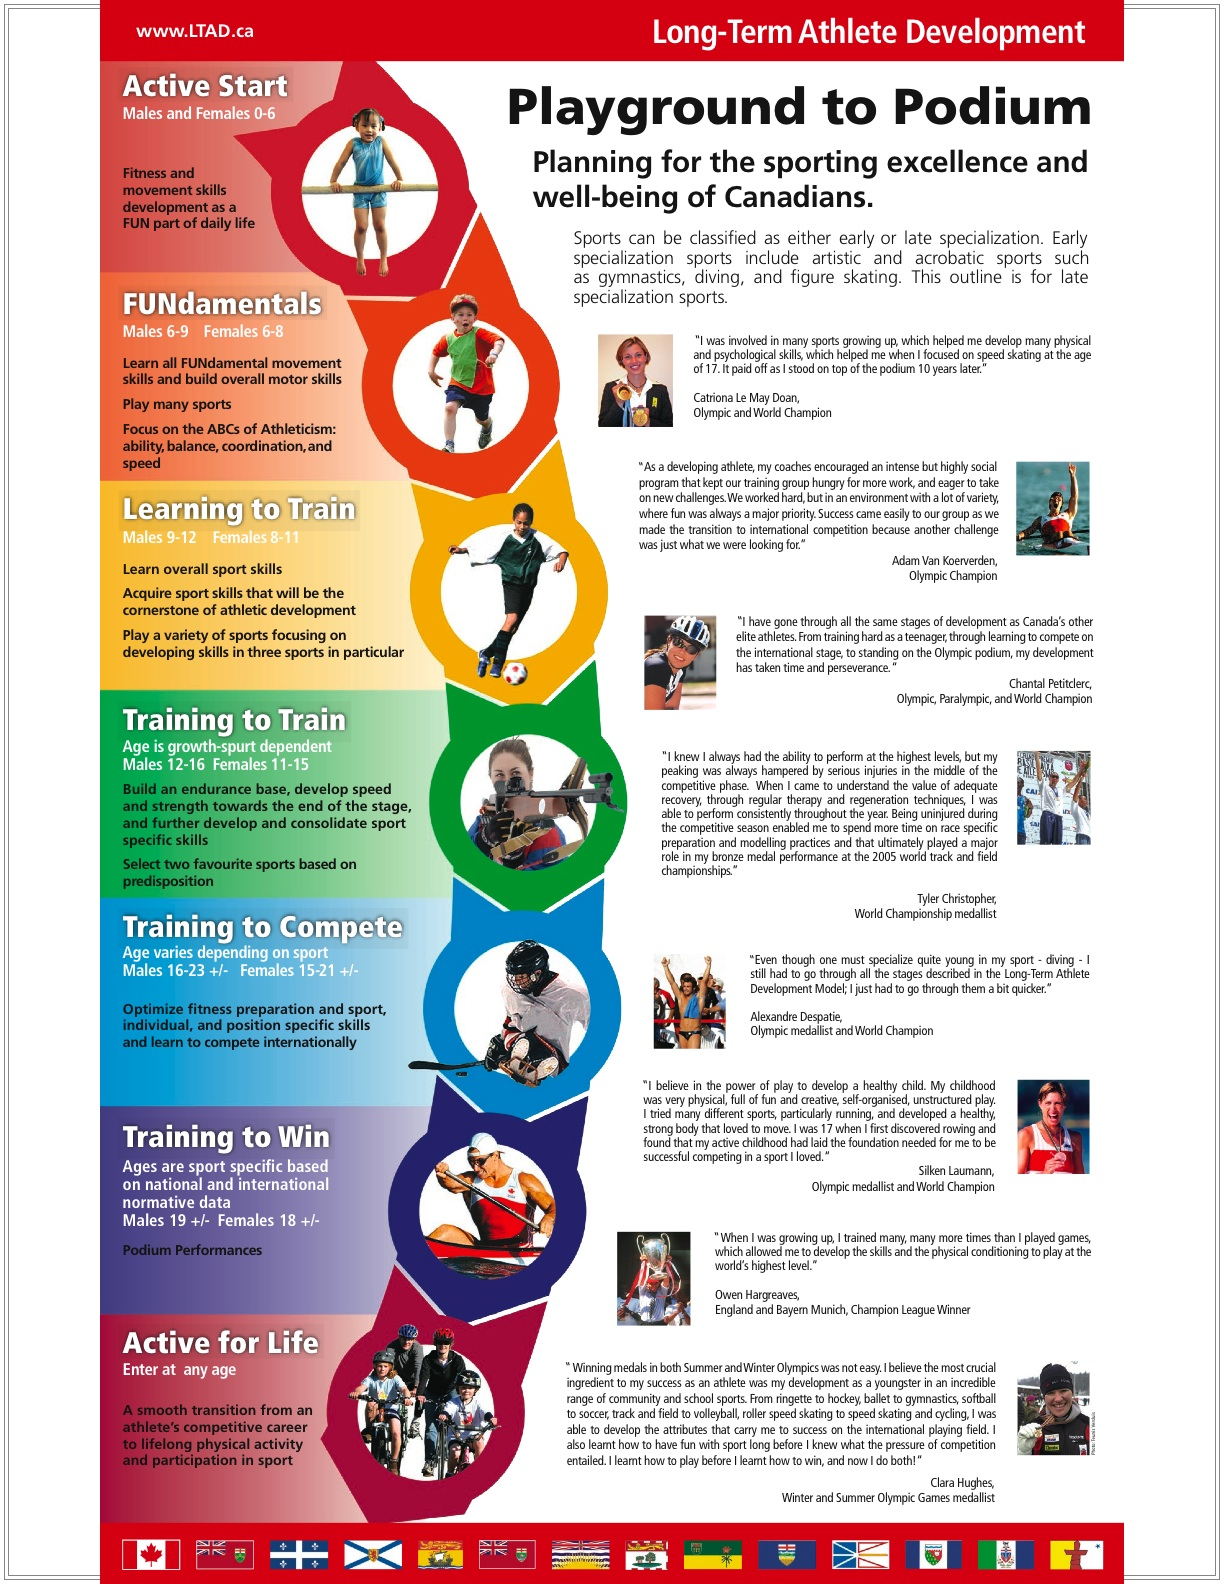 www.LTAD.ca
Long-Term Athlete Development
Active Start
Males and Females 0-6
Fitness and
movement skills
development as a
FUN part of daily life
Playground to Podium
Planning for the sporting excellence and
well-being of Canadians.
Sports can be classified as either early or late specialization. Early
specialization sports include artistic and acrobatic sports such
as gymnastics, diving, and figure skating. This outline is for late
specialization sports.
FUNdamentals
Males 6-9 Females 6-8
Learn all FUNdamental movement
skills and build overall motor skills
Play many sports
Focus on the ABCs of Athleticism:
ability, balance, coordination, and
speed
"I was involved in many sports growing up, which helped me develop many physical
and psychological skills, which helped me when I focused on speed skating at the age
of 17. It paid off as I stood on top of the podium 10 years later."
Catriona Le May Doan,
Olympic and World Champion
Learning to Train
Males 9-12 Females 8-11
Learn overall sport skills
Acquire sport skills that will be the
cornerstone of athletic development
Play a variety of sports focusing on
developing skills in three sports in particular
"As a developing athlete, my coaches encouraged an intense but highly social
program that kept our training group hungry for more work, and eager to take
on new challenges. We worked hard, but in an environment with a lot of variety,
where fun was always a major priority. Success came easily to our group as we
made the transition to international competition because another challenge
was just what we were looking for."
Adam Van Koerverden,
Olympic Champion
"I have gone through all the same stages of development as Canada's other
elite athletes. From training hard as a teenager, through learning to compete on
the international stage, to standing on the Olympic podium, my development
has taken time and perseverance."
Chantal Petitclerc,
Olympic, Paralympic, and World Champion
Training to Train
Age is growth-spurt dependent
Males 12-16 Females 11-15
Build an endurance base, develop speed
and strength towards the end of the stage,
and further develop and consolidate sport
specific skills
Select two favourite sports based on
predisposition
"I knew I always had the ability to perform at the highest levels, but my
peaking was always hampered by serious injuries in the middle of the
competitive phase. When I came to understand the value of adequate
recovery, through regular therapy and regeneration techniques, I was
able to perform consistently throughout the year. Being uninjured during
the competitive season enabled me to spend more time on race specific
preparation and modelling practices and that ultimately played a major
role in my bronze medal performance at the 2005 world track and field
championships."
Tyler Christopher,
World Championship medallist
Training to Compete
Age varies depending on sport
Males 16-23 +/- Females 15-21 +/-
Optimize fitness preparation and sport,
individual, and position specific skills
and learn to compete internationally
"Even though one must specialize quite young in my sport - diving - I
still had to go through all the stages described in the Long-Term Athlete
Development Model; I just had to go through them a bit quicker."
Alexandre Despatie,
Olympic medallist and World Champion
"I believe in the power of play to develop a healthy child. My childhood
was very physical, full of fun and creative, self-organised, unstructured play.
I tried many different sports, particularly running, and developed a healthy,
strong body that loved to move. I was 17 when I first discovered rowing and
found that my active childhood had laid the foundation needed for me to be
successful competing in a sport I loved."
Silken Laumann,
Olympic medallist and World Champion
Training to Win
Ages are sport specific based
on national and international
normative data
Males 19 +/- Females 18 +/-
Podium Performances
"When I was growing up, I trained many, many more times than I played games,
which allowed me to develop the skills and the physical conditioning to play at the
world's highest level."
Owen Hargreaves,
England and Bayern Munich, Champion League Winner
Active for Life
Enter at any age
A smooth transition from an
athlete's competitive career
to lifelong physical activity
and participation in sport
"Winning medals in both Summer and Winter Olympics was not easy. I believe the most crucial
ingredient to my success as an athlete was my development as a youngster in an incredible
range of community and school sports. From ringette to hockey, ballet to gymnastics, softball
to soccer, track and field to volleyball, roller speed skating to speed skating and cycling, I was
able to develop the attributes that carry me to success on the international playing field. I
also learnt how to have fun with sport long before I knew what the pressure of competition
entailed. I learnt how to play before I learnt how to win, and now I do both!"
Clara Hughes,
Winter and Summer Olympic Games medallist